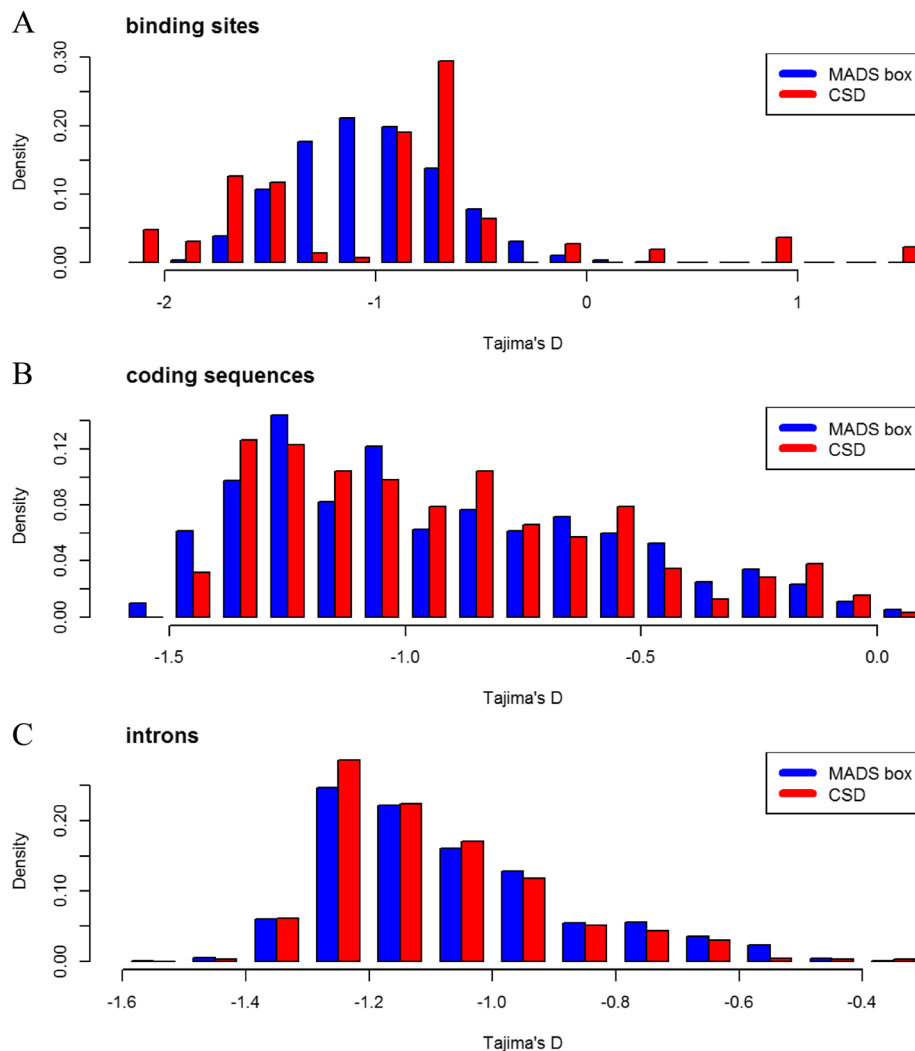 A
binding sites
0.30
0.20
0.10
0.00
Density
MADS box
CSD
-2
-1
0
1
Tajima's D
B
coding sequences
0.12
0.08
0.04
0.00
Density
MADS box
CSD
-1.5
-1.0
-0.5
0.0
Tajima's D
C
introns
0.20
0.10
0.00
Density
MADS box
CSD
-1.6
-1.4
-1.2
-1.0
-0.8
-0.6
-0.4
Tajima's D